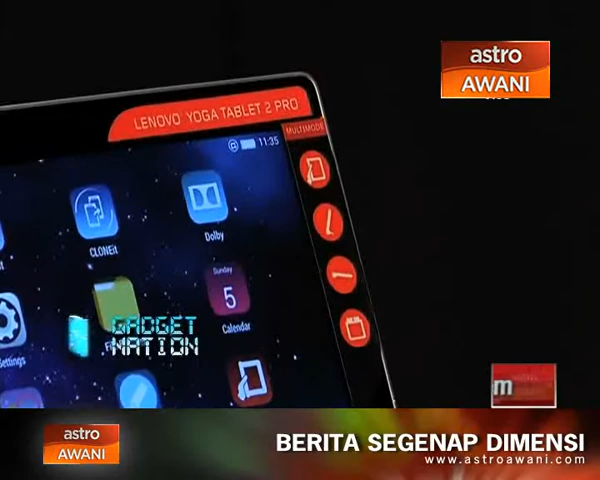 astro
AWANI
LENOVO YOGA TABLET 2 PRO
MULTIMODE
11:35
CLONEit
Dolby
Sunday
5
Calendar
Settings
GADGET
NATION
m
astro
AWANI
BERITA SEGENAP DIMENSI
www.astroawani.com